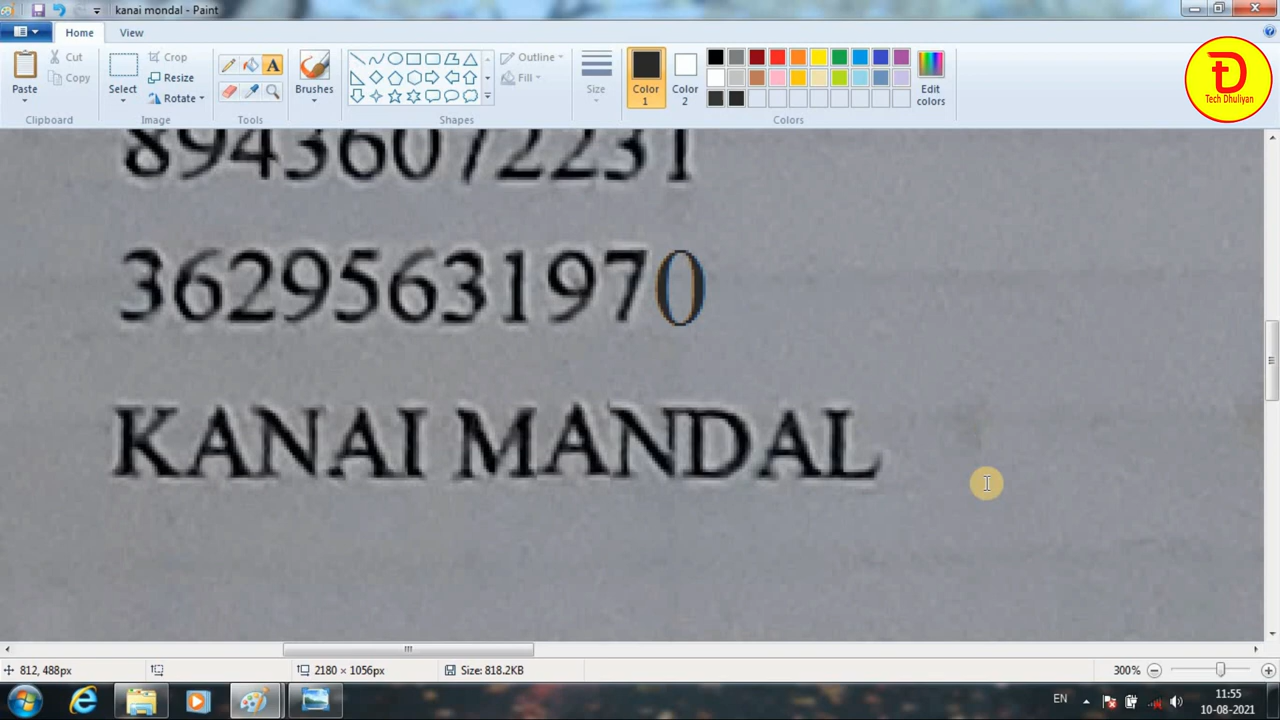 kanai mondal - Paint
Home
View
Paste
Cut
Copy
Clipboard
Select
Crop
Resize
Rotate
Image
Tools
Brushes
Shapes
Outline
Fill
Size
Color
1
Color
2
Edit
colors
Colors
Tech Dhuliyan
89436072231
36295631970
KANAI MANDAL
812, 488px
2180 × 1056px
Size: 818.2KB
300%
EN
11:55
10-08-2021